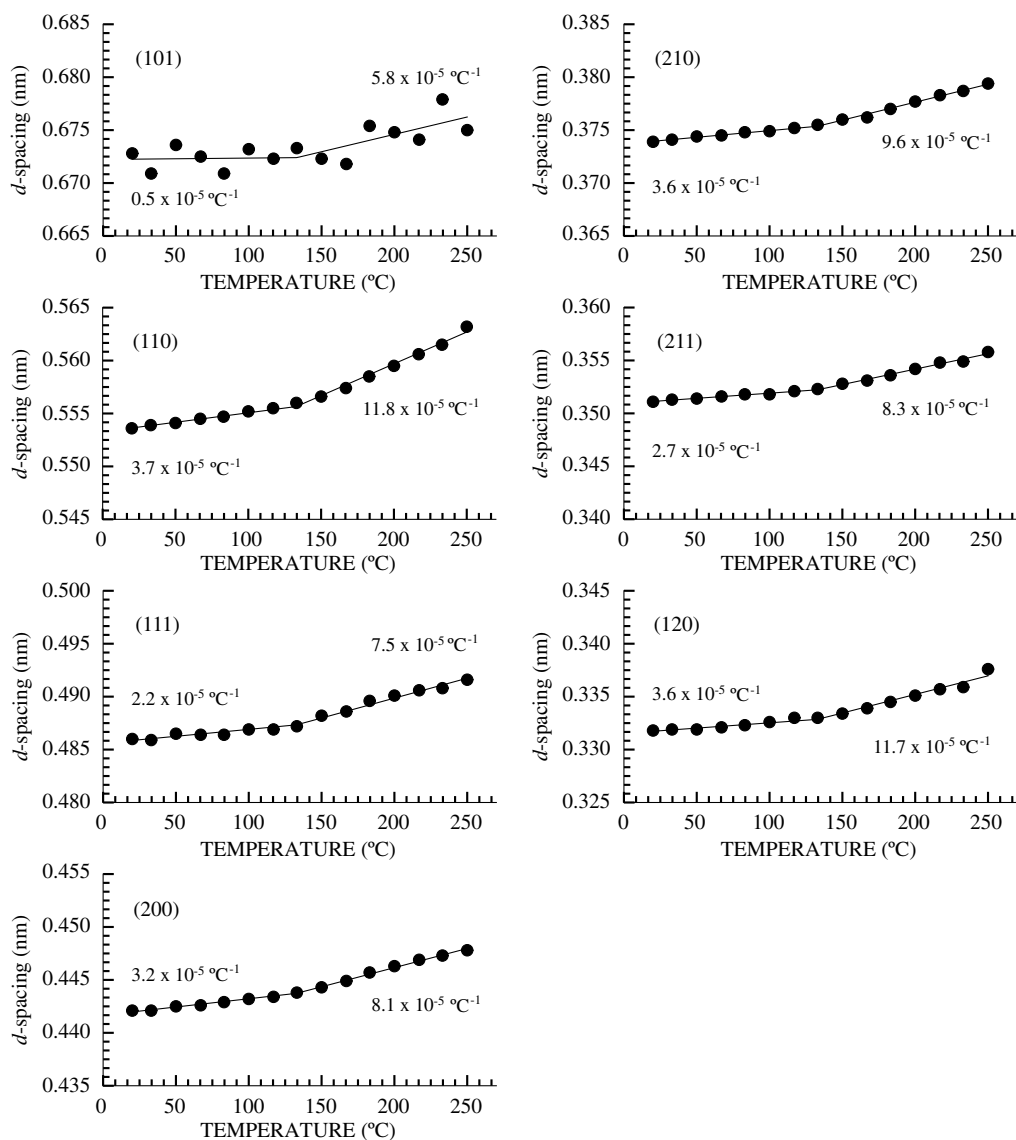 0.685
0.680
0.675
0.670
0.665
d-spacing (nm)
(101)
5.8 x 10-5 ºC-1
0.5 x 10-5 ºC-1
0 50 100 150 200 250
TEMPERATURE (ºC)
0.385
0.380
0.375
0.370
0.365
d-spacing (nm)
(210)
9.6 x 10-5 ºC-1
3.6 x 10-5 ºC-1
0 50 100 150 200 250
TEMPERATURE (ºC)
0.565
0.560
0.555
0.550
0.545
d-spacing (nm)
(110)
11.8 x 10-5 ºC-1
3.7 x 10-5 ºC-1
0 50 100 150 200 250
TEMPERATURE (ºC)
0.360
0.355
0.350
0.345
0.340
d-spacing (nm)
(211)
8.3 x 10-5 ºC-1
2.7 x 10-5 ºC-1
0 50 100 150 200 250
TEMPERATURE (ºC)
0.500
0.495
0.490
0.485
0.480
d-spacing (nm)
(111)
7.5 x 10-5 ºC-1
2.2 x 10-5 ºC-1
0 50 100 150 200 250
TEMPERATURE (ºC)
0.345
0.340
0.335
0.330
0.325
d-spacing (nm)
(120)
3.6 x 10-5 ºC-1
11.7 x 10-5 ºC-1
0 50 100 150 200 250
TEMPERATURE (ºC)
0.455
0.450
0.445
0.440
0.435
d-spacing (nm)
(200)
3.2 x 10-5 ºC-1
8.1 x 10-5 ºC-1
0 50 100 150 200 250
TEMPERATURE (ºC)